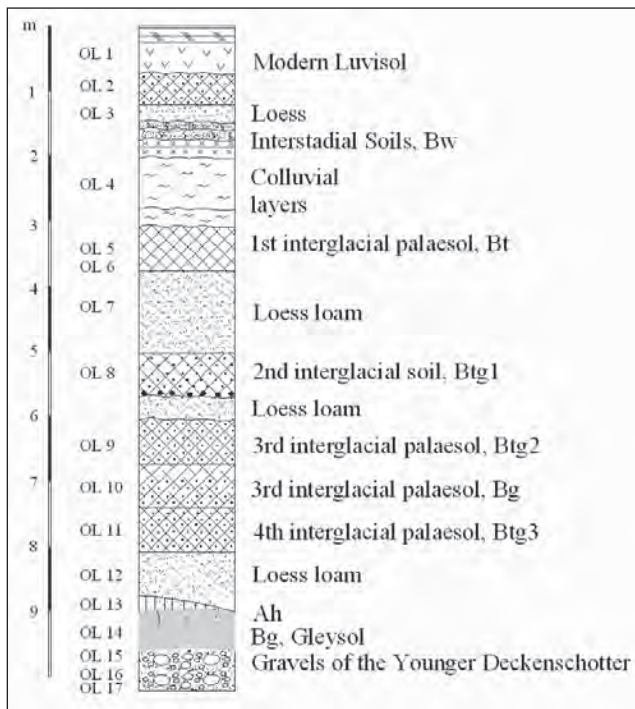 m
OL 1
Modern Luvisol
OL 2
1
OL 3
Loess
Interstadial Soils, Bw
2
OL 4
Colluvial
layers
3
OL 5
1st interglacial palaesol, Bt
OL 6
4
OL 7
Loess loam
5
OL 8
2nd interglacial soil, Btg1
Loess loam
6
OL 9
3rd interglacial palaesol, Btg2
7
OL 10
3rd interglacial palaesol, Bg
OL 11
4th interglacial palaesol, Btg3
8
OL 12
Loess loam
9
OL 13
Ah
OL 14
Bg, Gleysol
OL 15
Gravels of the Younger Deckenschotter
OL 16
OL 17